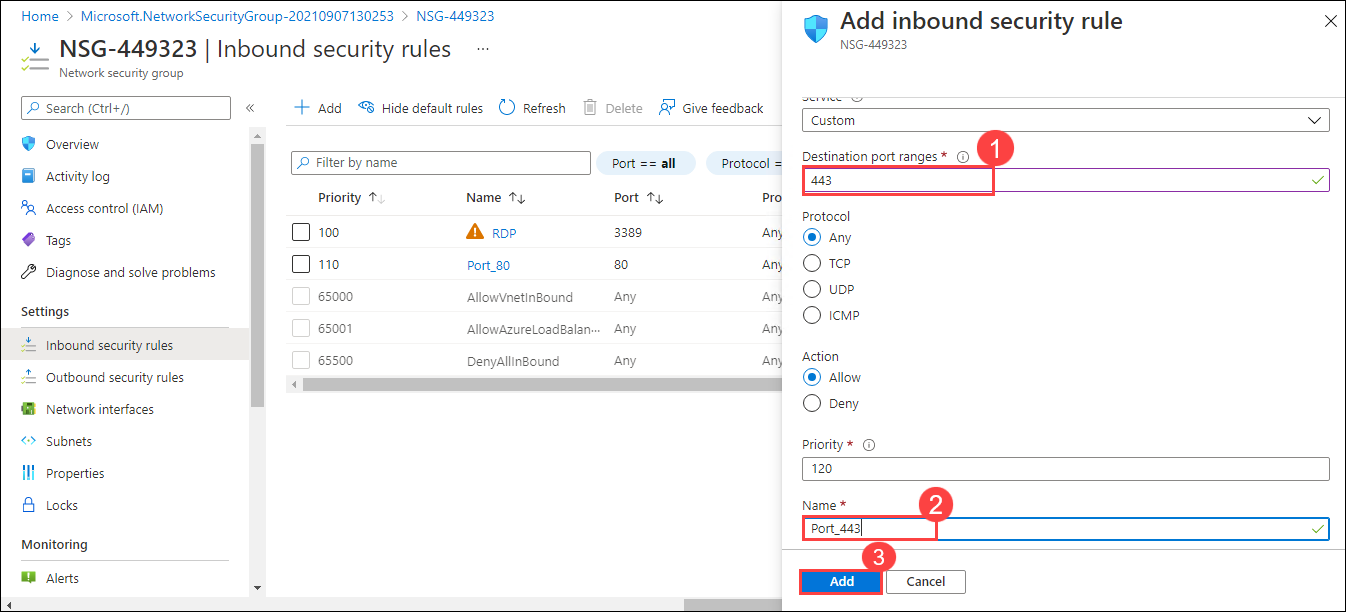 Home > Microsoft.NetworkSecurityGroup-20210907130253 > NSG-449323
NSG-449323 | Inbound security rules ...
Network security group
Search (Ctrl+/)
«
Overview
Activity log
Access control (IAM)
Tags
Diagnose and solve problems
Settings
Inbound security rules
Outbound security rules
Network interfaces
Subnets
Properties
Locks
Monitoring
Alerts
+ Add
Hide default rules
Refresh
Delete
Give feedback
Filter by name
Port == all
Protocol =
Priority ↑↓ Name ↑↓ Port ↑↓ Pro
100 RDP 3389 Any
110 Port_80 80 Any
65000 AllowVnetInBound Any Any
65001 AllowAzureLoadBalan··· Any Any
65500 DenyAllInBound Any Any
Add inbound security rule
NSG-449323
Service
Custom
Destination port ranges *
1
443
Protocol
Any
TCP
UDP
ICMP
Action
Allow
Deny
Priority *
120
Name *
2
Port_443
3
Add
Cancel